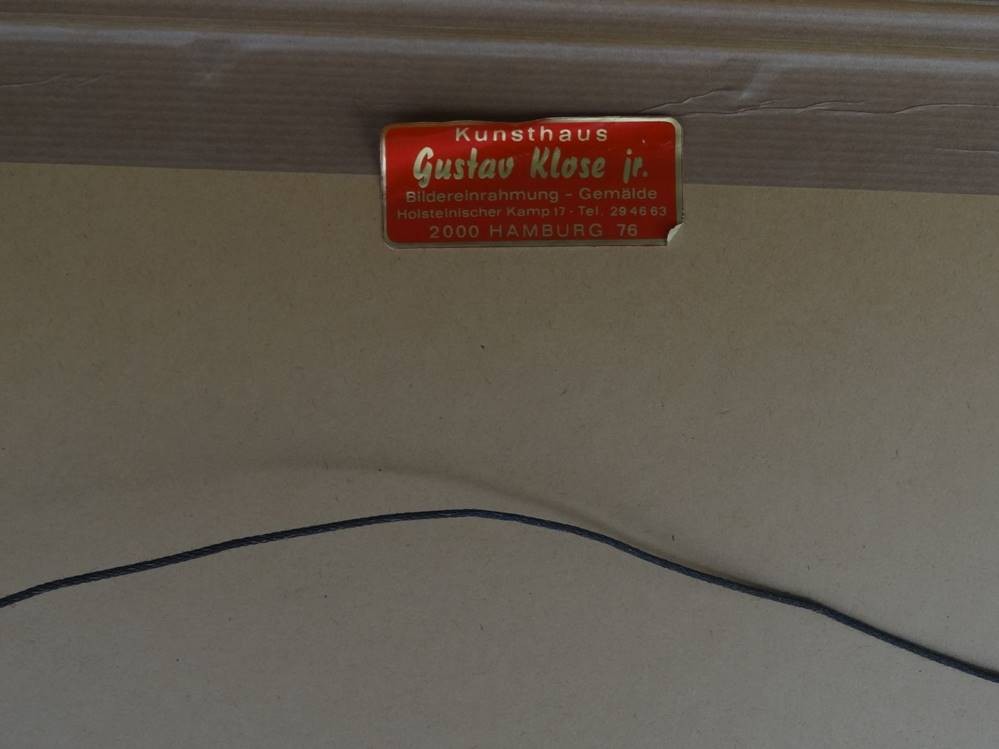 Kunsthaus
Gustav Klose jr.
Bildereinrahmung - Gemälde
Holsteinischer Kamp 17 · Tel. 29 46 63
2000 HAMBURG 76